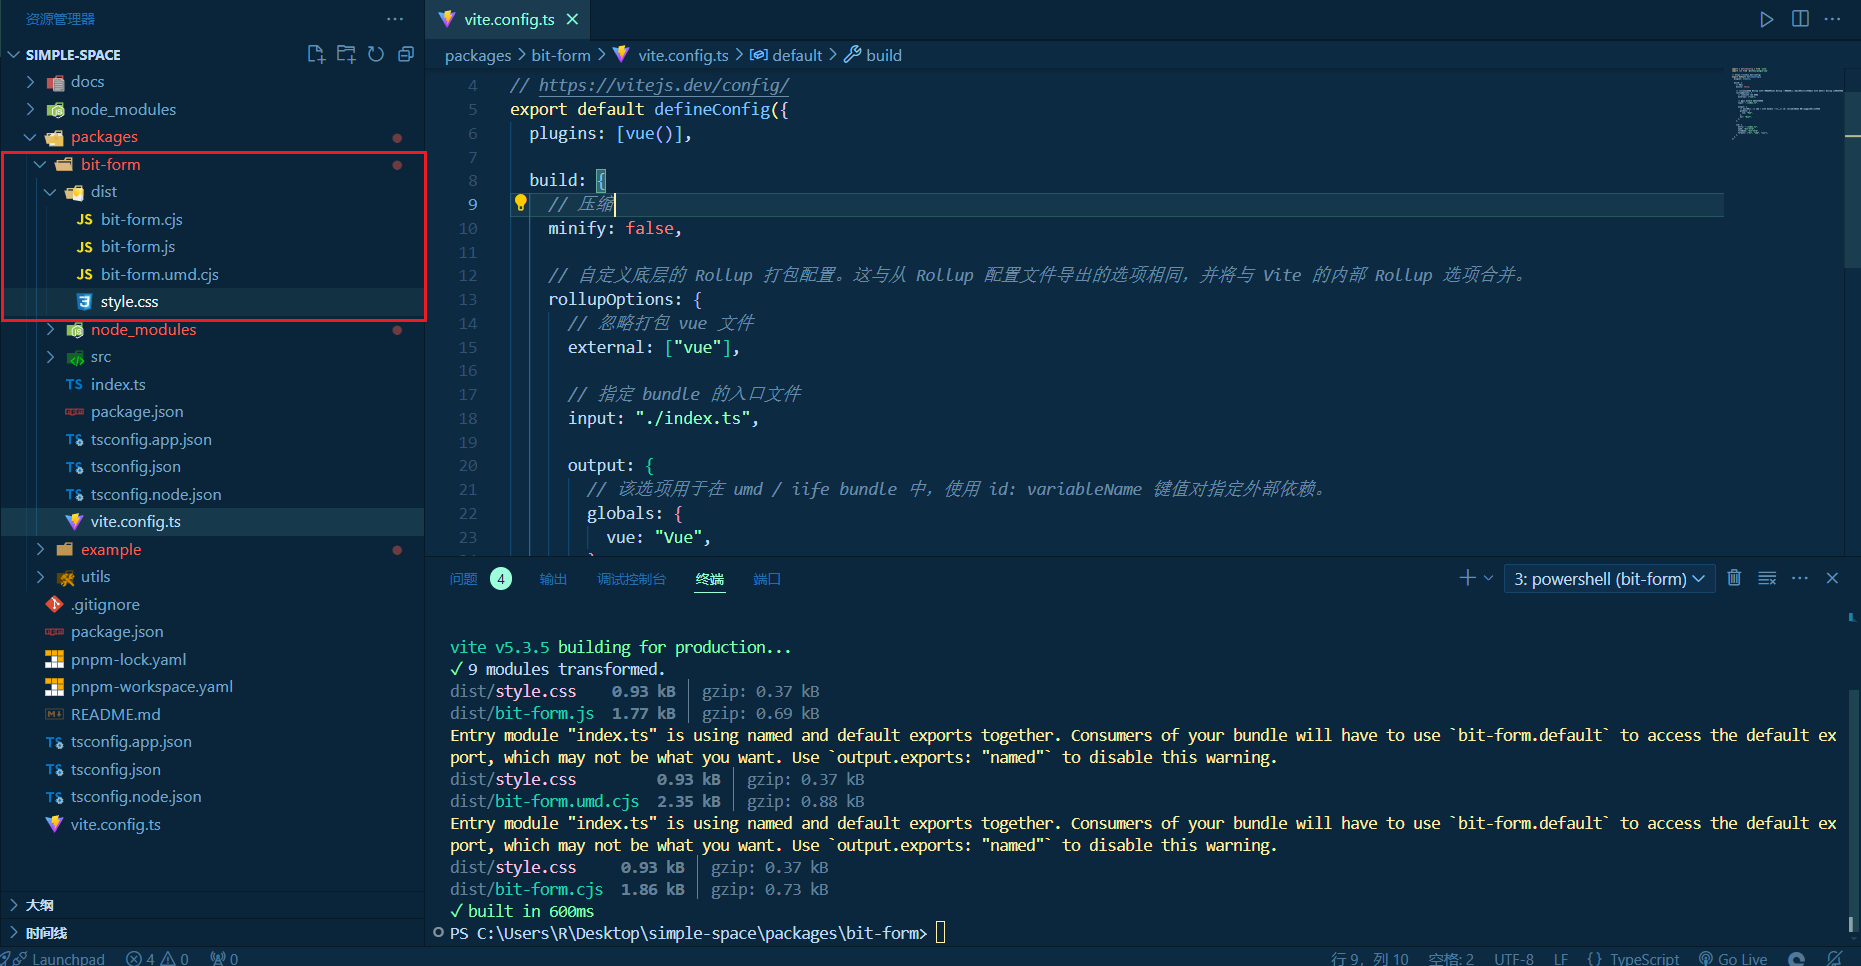 资源管理器
SIMPLE-SPACE
docs
node_modules
packages
bit-form
dist
JS bit-form.cjs
JS bit-form.js
JS bit-form.umd.cjs
style.css
node_modules
src
TS index.ts
package.json
TS tsconfig.app.json
TS tsconfig.json
TS tsconfig.node.json
vite.config.ts
example
utils
.gitignore
package.json
pnpm-lock.yaml
pnpm-workspace.yaml
README.md
TS tsconfig.app.json
TS tsconfig.json
TS tsconfig.node.json
vite.config.ts
大纲
时间线
vite.config.ts
packages > bit-form > vite.config.ts > default > build
4 // https://vitejs.dev/config/
5 export default defineConfig({
6 plugins: [vue()],
7
8 build: {
9 // 压缩
10 minify: false,
11
12 // 自定义底层的 Rollup 打包配置。这与从 Rollup 配置文件导出的选项相同，并将与 Vite 的内部 Rollup 选项合并。
13 rollupOptions: {
14 // 忽略打包 vue 文件
15 external: ["vue"],
16
17 // 指定 bundle 的入口文件
18 input: "./index.ts",
19
20 output: {
21 // 该选项用于在 umd / iife bundle 中，使用 id: variableName 键值对指定外部依赖。
22 globals: {
23 vue: "Vue",
问题 4 输出 调试控制台 终端 端口
3: powershell (bit-form)
vite v5.3.5 building for production...
✓ 9 modules transformed.
dist/style.css 0.93 kB │ gzip: 0.37 kB
dist/bit-form.js 1.77 kB │ gzip: 0.69 kB
Entry module "index.ts" is using named and default exports together. Consumers of your bundle will have to use `bit-form.default` to access the default ex
port, which may not be what you want. Use `output.exports: "named"` to disable this warning.
dist/style.css 0.93 kB │ gzip: 0.37 kB
dist/bit-form.umd.cjs 2.35 kB │ gzip: 0.88 kB
Entry module "index.ts" is using named and default exports together. Consumers of your bundle will have to use `bit-form.default` to access the default ex
port, which may not be what you want. Use `output.exports: "named"` to disable this warning.
dist/style.css 0.93 kB │ gzip: 0.37 kB
dist/bit-form.cjs 1.86 kB │ gzip: 0.73 kB
✓ built in 600ms
PS C:\Users\R\Desktop\simple-space\packages\bit-form>
Launchpad 4 0 0
行 9，列 10 空格: 2 UTF-8 LF {} TypeScript Go Live